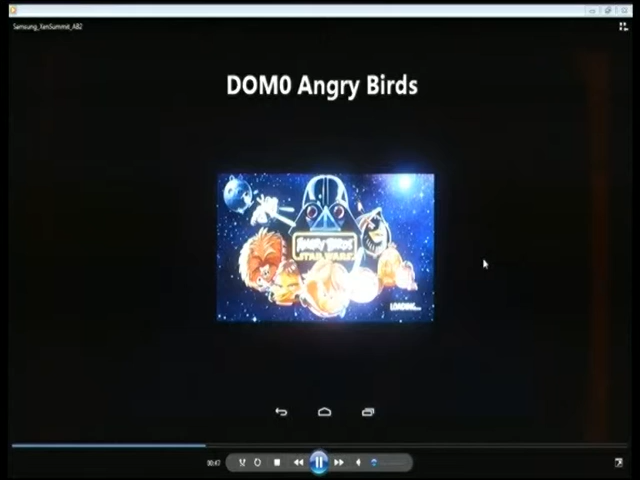 Samsung_XenSummit_AB2
DOM0 Angry Birds
ANGRY BIRDS
STAR WARS
LOADING...
00:47